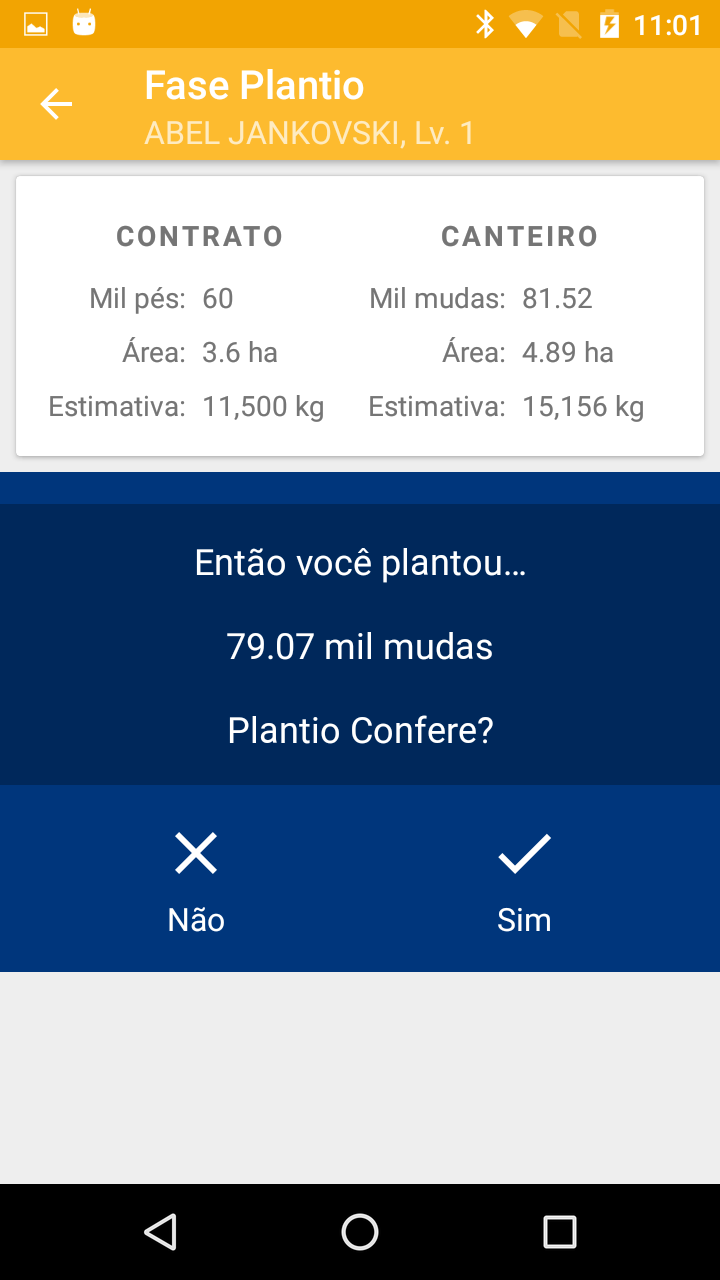 11:01
Fase Plantio
ABEL JANKOVSKI, Lv. 1
CONTRATO
Mil pés: 60
Área: 3.6 ha
Estimativa: 11,500 kg
CANTEIRO
Mil mudas: 81.52
Área: 4.89 ha
Estimativa: 15,156 kg
Então você plantou...
79.07 mil mudas
Plantio Confere?
Não
Sim